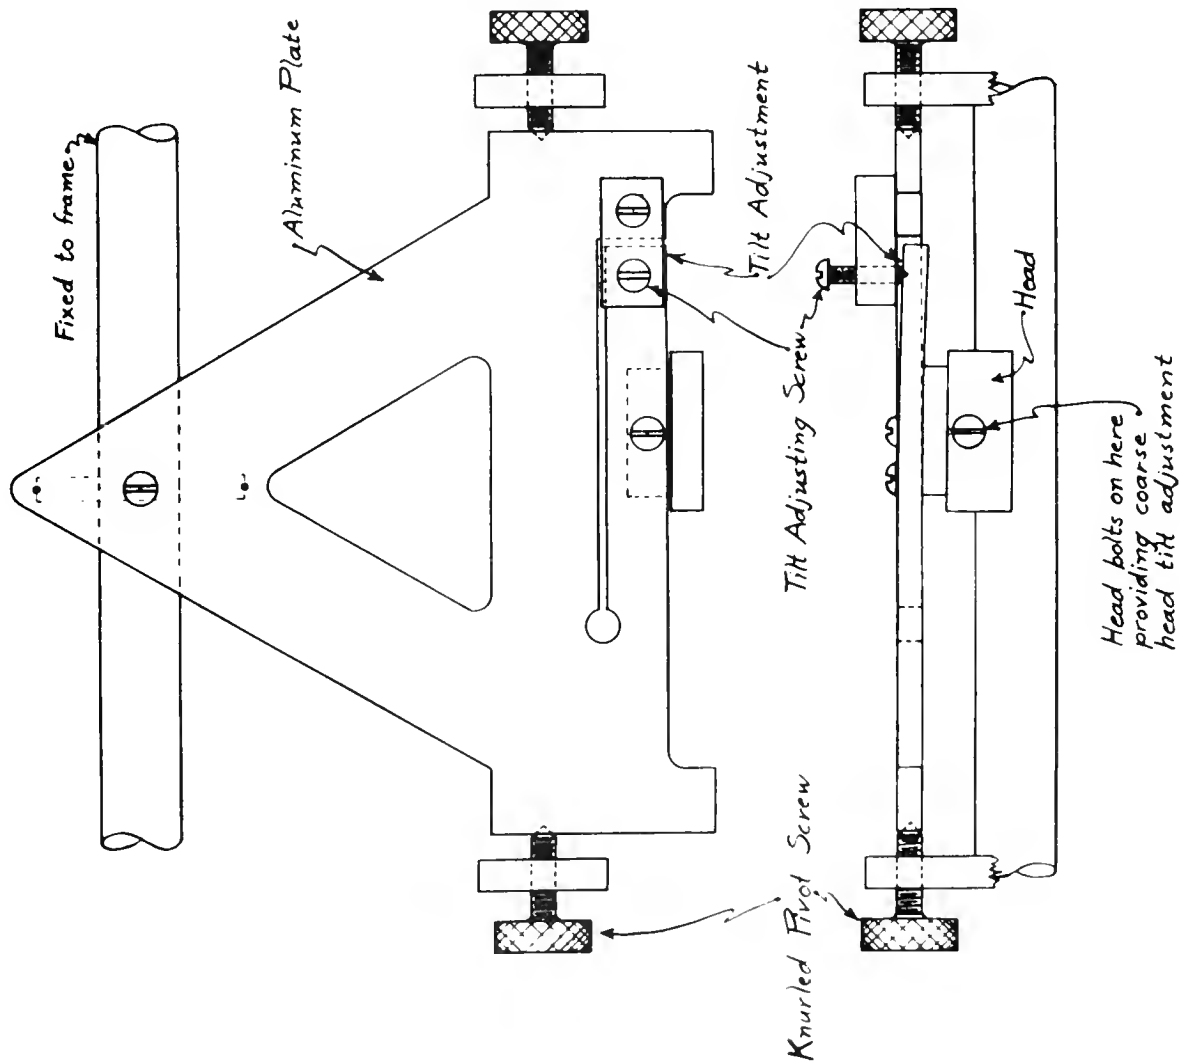 Fixed to frame
Aluminum Plate
Tilt Adjustment
Tilt Adjusting Screw
Knurled Pivot Screw
Head
Head bolts on here
providing coarse
head tilt adjustment